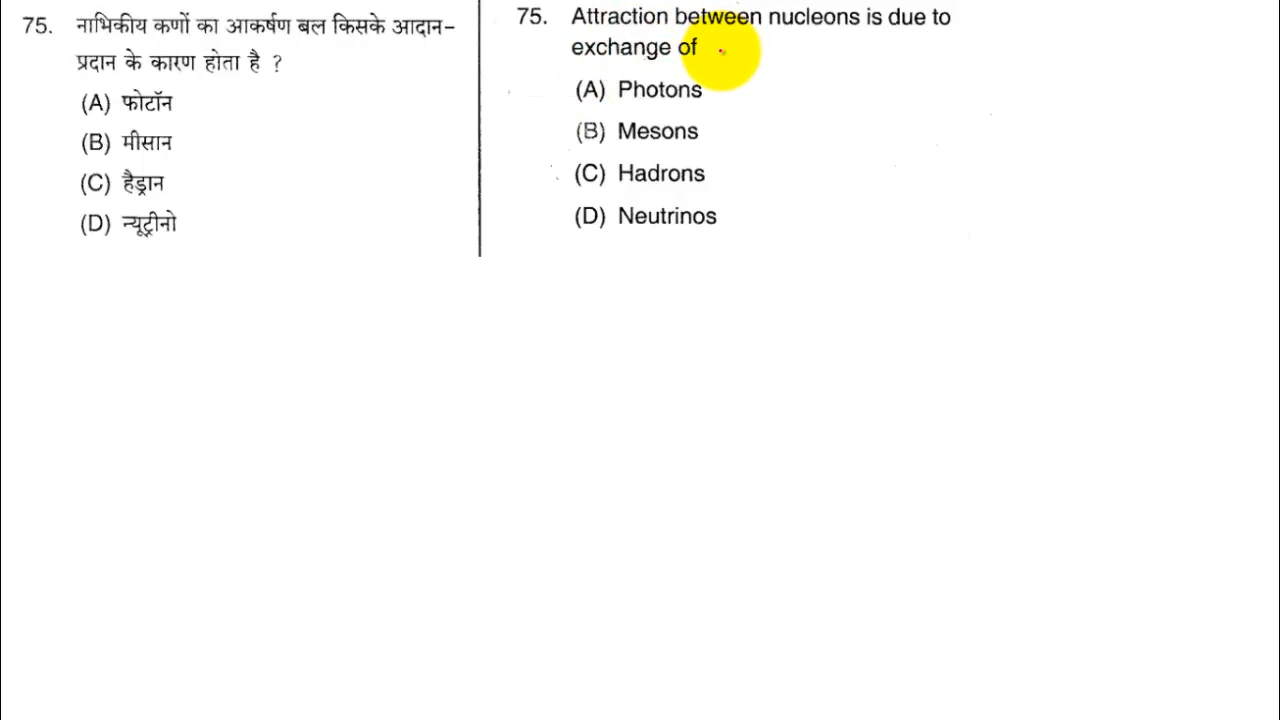 75. नाभिकीय कणों का आकर्षण बल किसके आदान-
प्रदान के कारण होता है ?
(A) फोटॉन
(B) मीसान
(C) हैड्रान
(D) न्यूट्रीनो
75. Attraction between nucleons is due to
exchange of
(A) Photons
(B) Mesons
(C) Hadrons
(D) Neutrinos